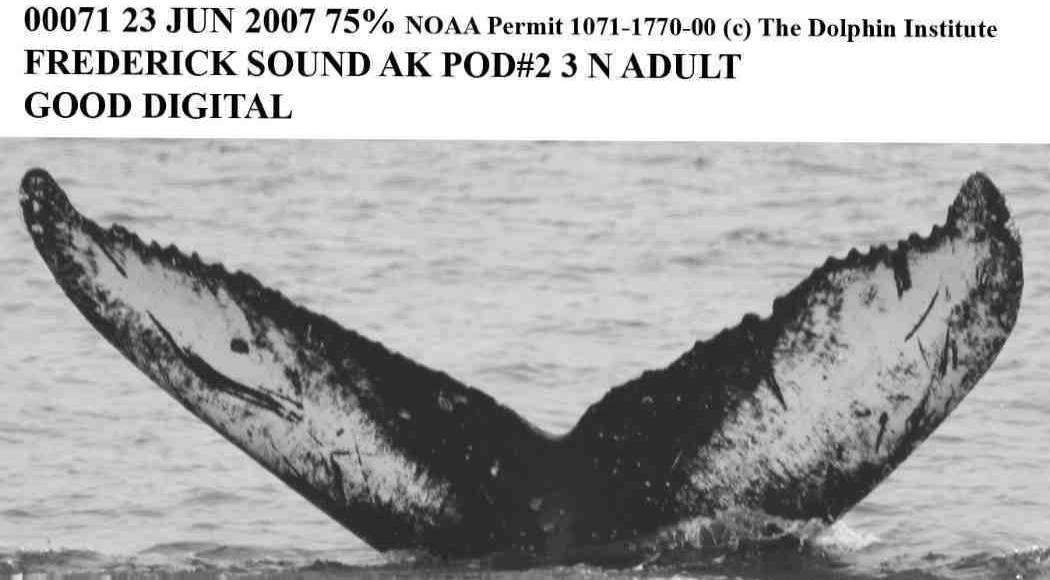 00071 23 JUN 2007 75% NOAA Permit 1071-1770-00 (c) The Dolphin Institute
FREDERICK SOUND AK POD#2 3 N ADULT
GOOD DIGITAL